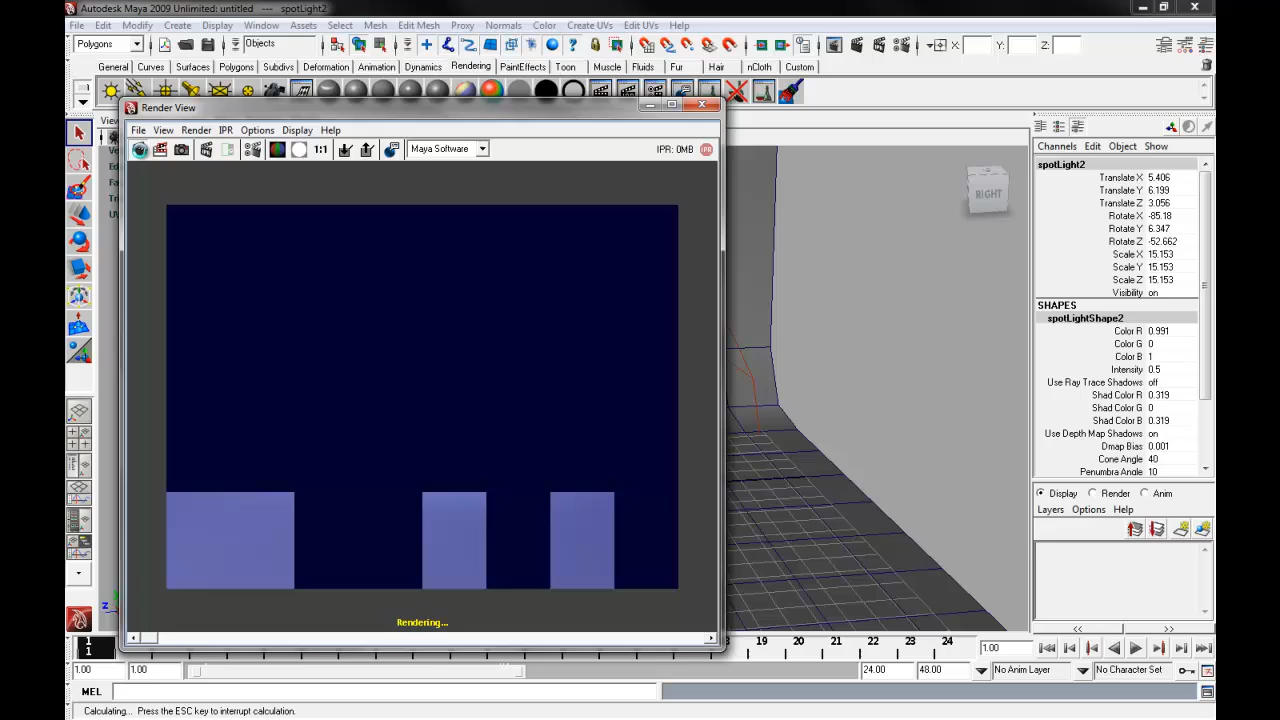 Autodesk Maya 2009 Unlimited: untitled --- spotLight2
File Edit Modify Create Display Window Assets Select Mesh Edit Mesh Proxy Normals Color Create UVs Edit UVs Help
Polygons Objects X: Y: Z:
General Curves Surfaces Polygons Subdivs Deformation Animation Dynamics Rendering PaintEffects Toon Muscle Fluids Fur Hair nCloth Custom
Render View
File View Render IPR Options Display Help
1:1 Maya Software IPR: 0MB IPR
Rendering...
RIGHT
z
Channels Edit Object Show
spotLight2
Translate X 5.406
Translate Y 6.199
Translate Z 3.056
Rotate X -85.18
Rotate Y 6.347
Rotate Z -52.662
Scale X 15.153
Scale Y 15.153
Scale Z 15.153
Visibility on
SHAPES
spotLightShape2
Color R 0.991
Color G 0
Color B 1
Intensity 0.5
Use Ray Trace Shadows off
Shad Color R 0.319
Shad Color G 0
Shad Color B 0.319
Use Depth Map Shadows on
Dmap Bias 0.001
Cone Angle 40
Penumbra Angle 10
Display Render Anim
Layers Options Help
1
1
19 20 21 22 23 24 1.00
1.00 1.00 24.00 48.00 No Anim Layer No Character Set
MEL
Calculating... Press the ESC key to interrupt calculation.